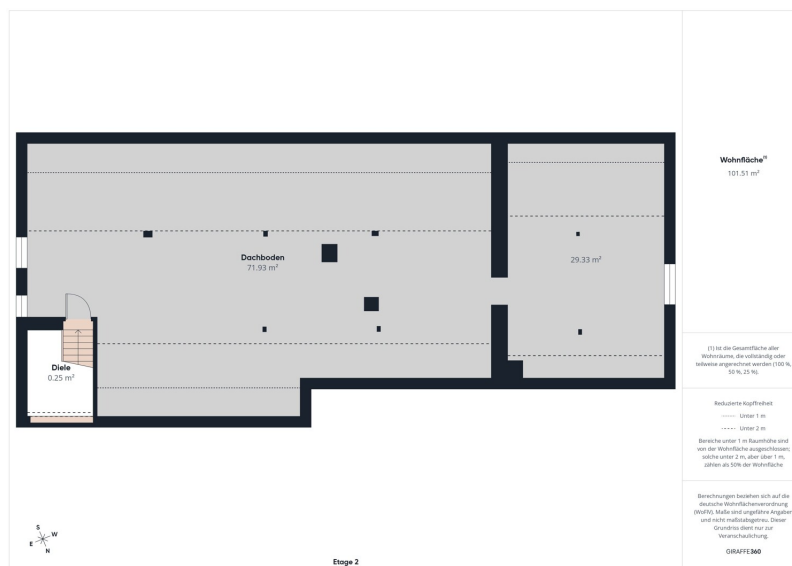 Dachboden
71.93 m²
29.33 m²
Diele
0.25 m²
S
W
E
N
Etage 2
Wohnfläche⁽¹⁾
101.51 m²
(1) Ist die Gesamtfläche aller
Wohnräume, die vollständig oder
teilweise angerechnet werden (100 %,
50 %, 25 %).
Reduzierte Kopffreiheit
Unter 1 m
Unter 2 m
Bereiche unter 1 m Raumhöhe sind
von der Wohnfläche ausgeschlossen;
solche unter 2 m, aber über 1 m,
zählen als 50% der Wohnfläche
Berechnungen beziehen sich auf die
deutsche Wohnflächenverordnung
(WoFlV). Maße sind ungefähre Angaben
und nicht maßstabsgetreu. Dieser
Grundriss dient nur zur
Veranschaulichung.
GIRAFFE360